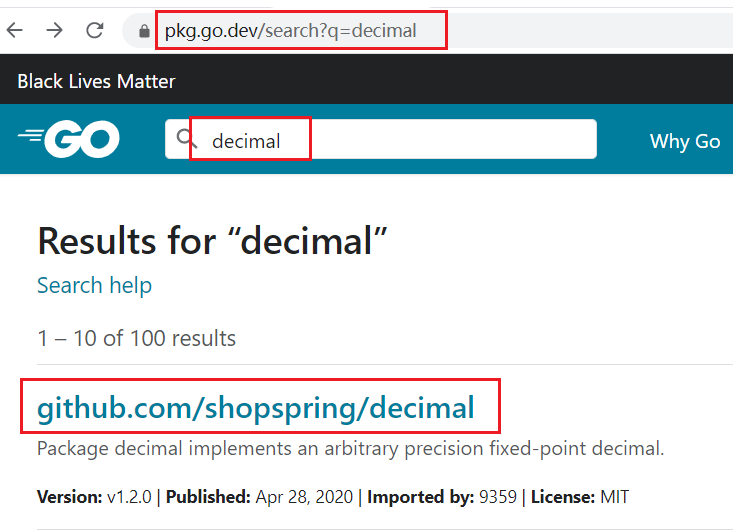 pkg.go.dev/search?q=decimal
Black Lives Matter
GO decimal Why Go
Results for “decimal”
Search help
1 – 10 of 100 results
github.com/shopspring/decimal
Package decimal implements an arbitrary precision fixed-point decimal.
Version: v1.2.0 | Published: Apr 28, 2020 | Imported by: 9359 | License: MIT